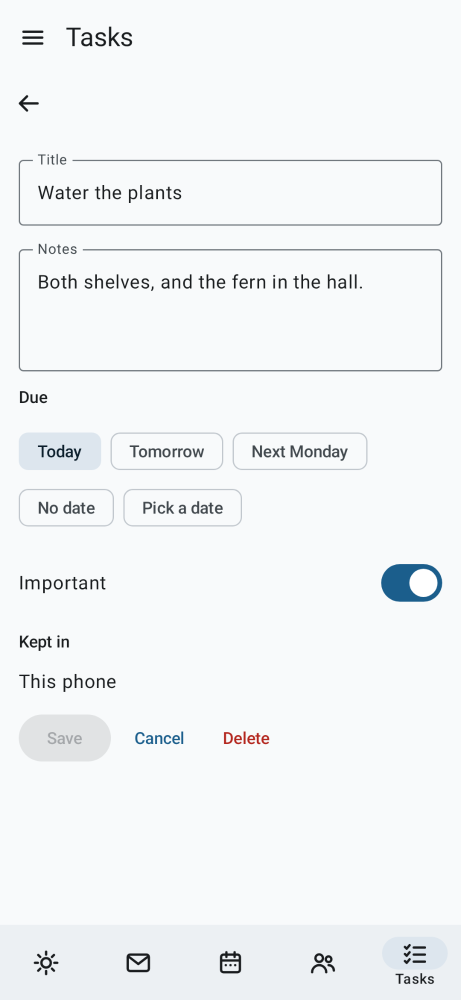 Tasks
Title
Water the plants
Notes
Both shelves, and the fern in the hall.
Due
Today
Tomorrow
Next Monday
No date
Pick a date
Important
Kept in
This phone
Save
Cancel
Delete
Tasks